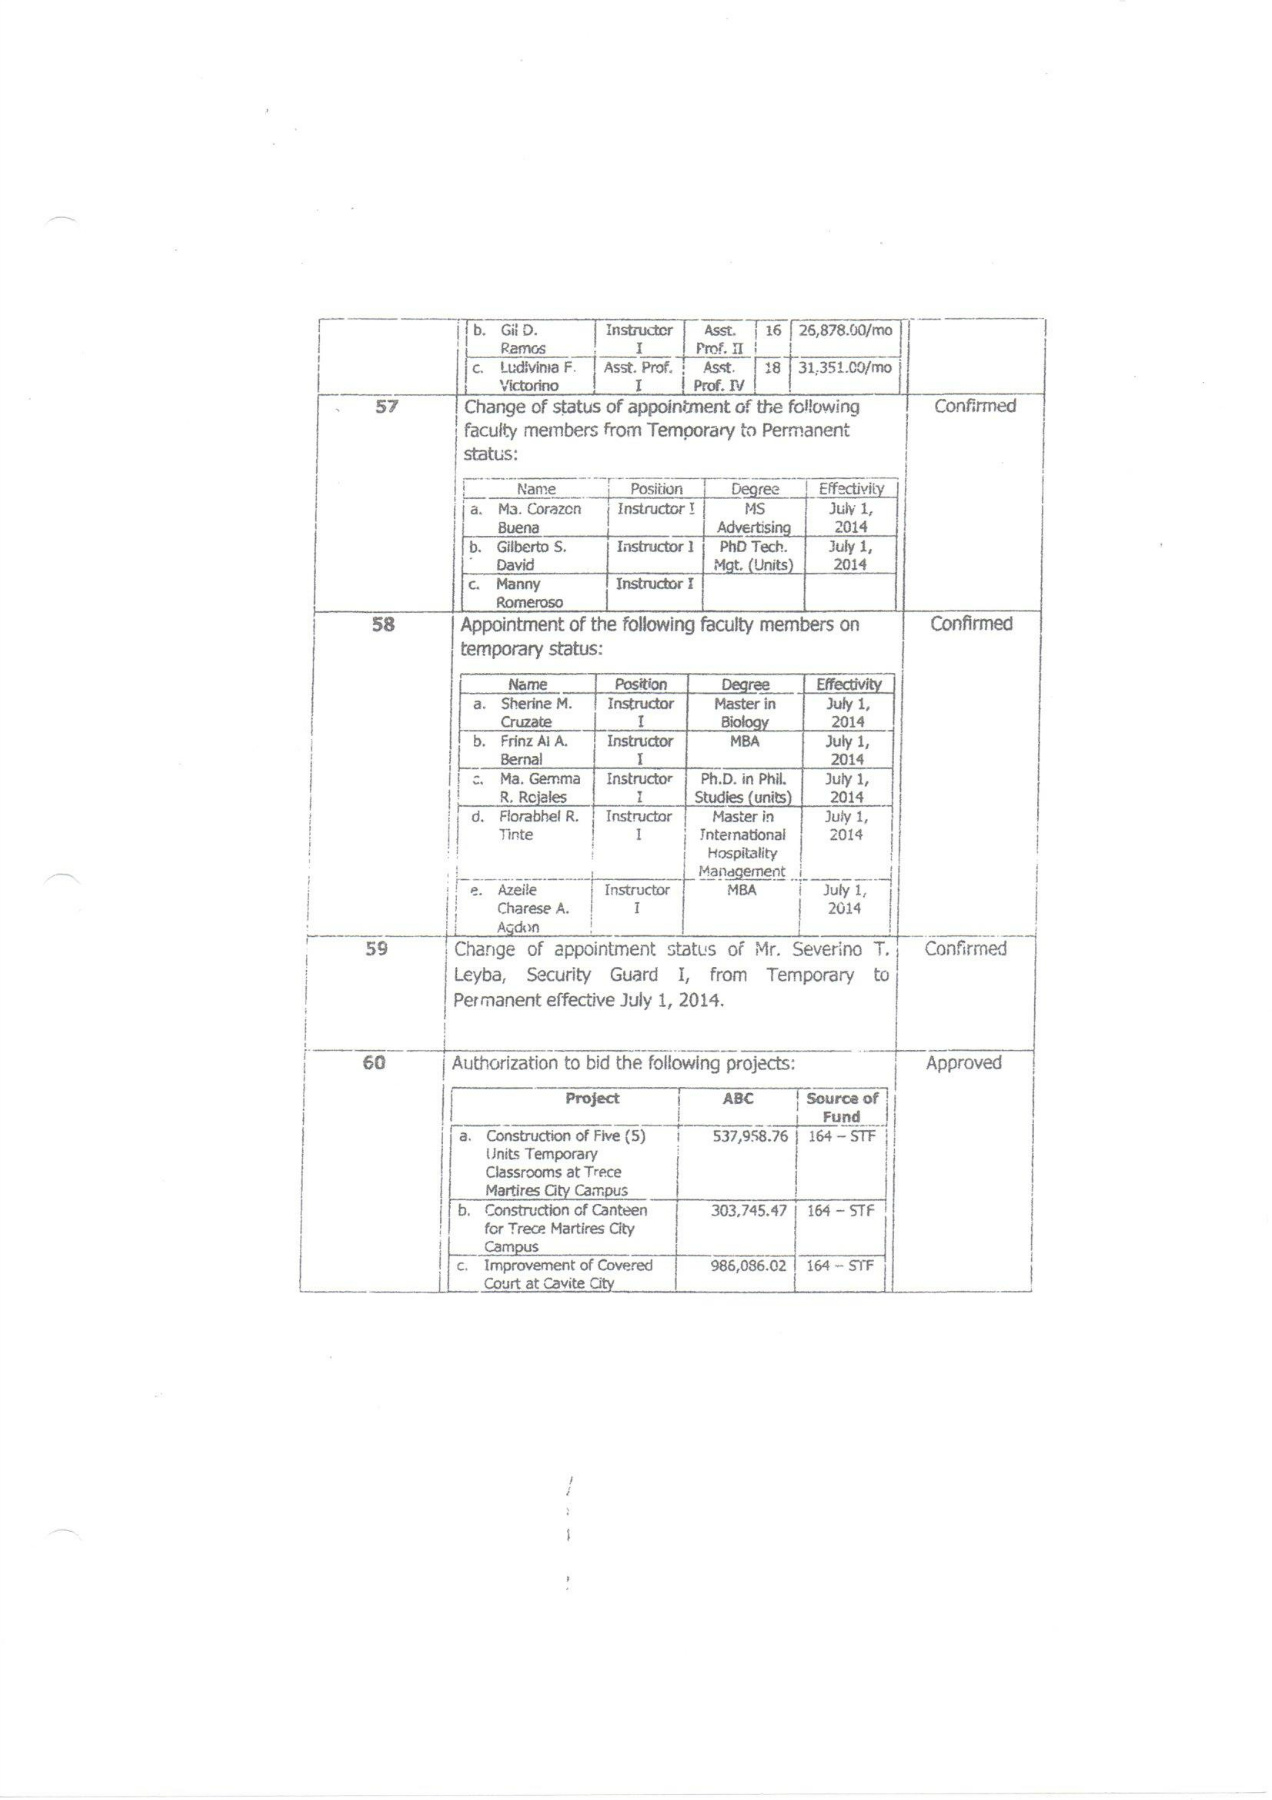 b. Gil D. Instructor Asst. 16 26,878.00/mo
Ramos I Prof. II
c. Ludivinia F. Asst. Prof. Asst. 18 31,351.00/mo
Victorino I Prof. IV
57 Change of status of appointment of the following Confirmed
faculty members from Temporary to Permanent
status:
Name Position Degree Effectivity
a. Ma. Corazon Instructor I MS July 1,
Buena Advertising 2014
b. Gilberto S. Instructor I PhD Tech. July 1,
David Mgt. (Units) 2014
c. Manny Instructor I
Romeroso
58 Appointment of the following faculty members on Confirmed
temporary status:
Name Position Degree Effectivity
a. Sherine M. Instructor Master in July 1,
Cruzate I Biology 2014
b. Frinz Al A. Instructor MBA July 1,
Bernal I 2014
c. Ma. Gemma Instructor Ph.D. in Phil. July 1,
R. Rojales I Studies (units) 2014
d. Florabhel R. Instructor Master in July 1,
Tinte I International 2014
Hospitality
Management
e. Azeile Instructor MBA July 1,
Charese A. I 2014
Agdon
59 Change of appointment status of Mr. Severino T. Confirmed
Leyba, Security Guard I, from Temporary to
Permanent effective July 1, 2014.
60 Authorization to bid the following projects: Approved
Project ABC Source of
Fund
a. Construction of Five (5) 537,958.76 164 – STF
Units Temporary
Classrooms at Trece
Martires City Campus
b. Construction of Canteen 303,745.47 164 – STF
for Trece Martires City
Campus
c. Improvement of Covered 986,086.02 164 – STF
Court at Cavite City